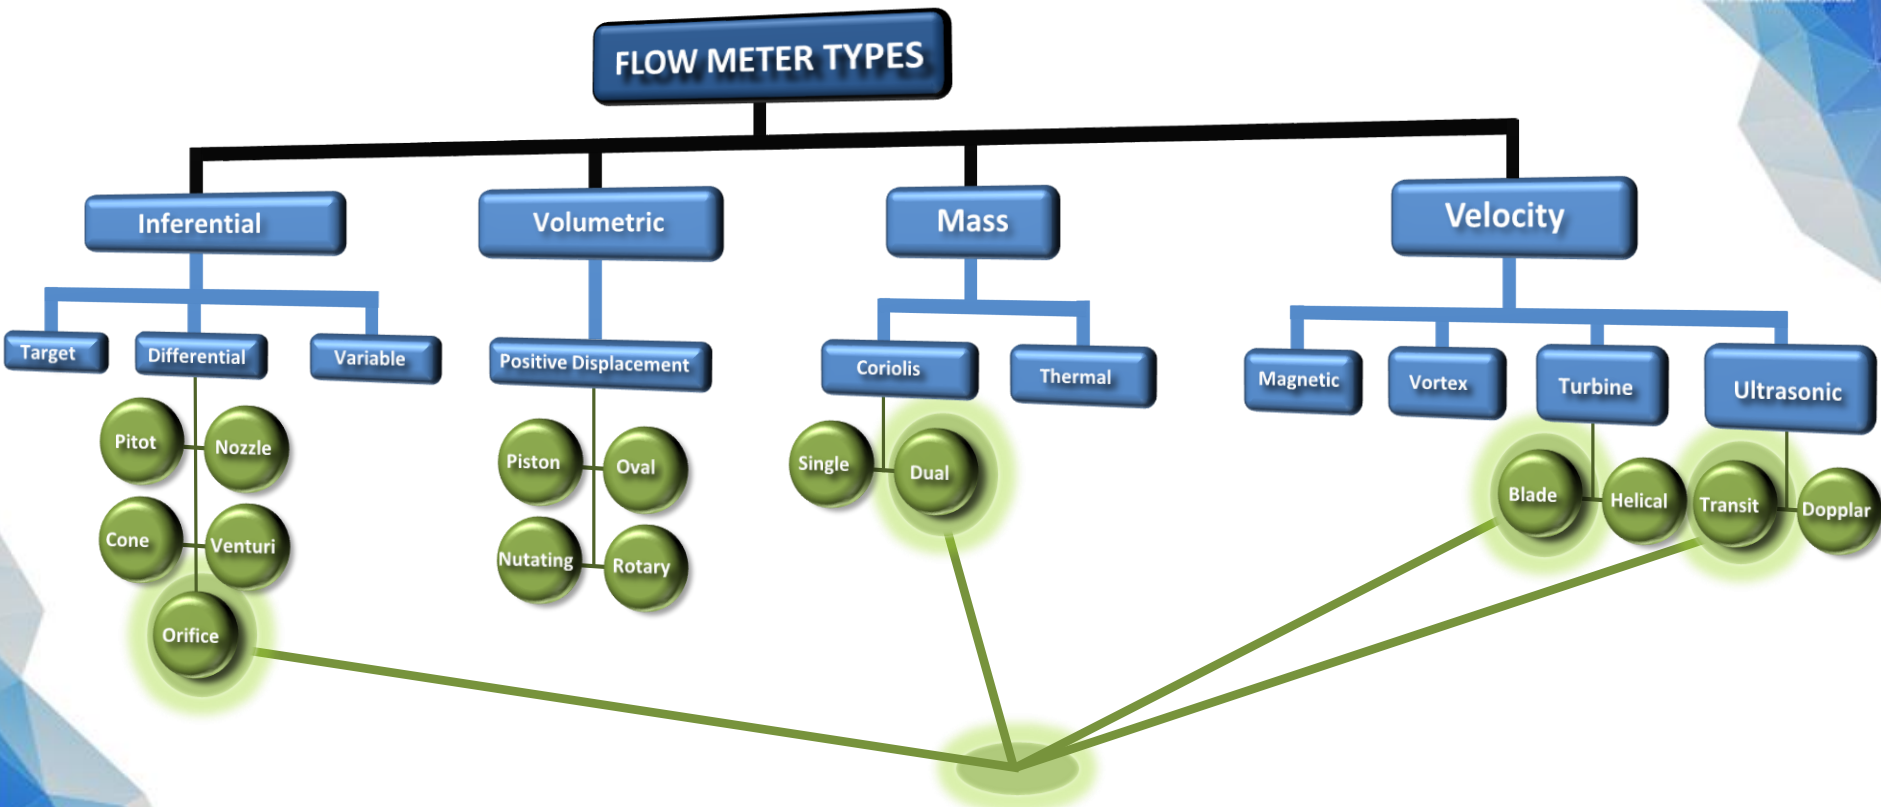 FLOW METER TYPES
Inferential
Volumetric
Mass
Velocity
Target
Differential
Variable
Positive Displacement
Coriolis
Thermal
Magnetic
Vortex
Turbine
Ultrasonic
Pitot
Nozzle
Cone
Venturi
Orifice
Piston
Oval
Nutating
Rotary
Single
Dual
Blade
Helical
Transit
Dopplar